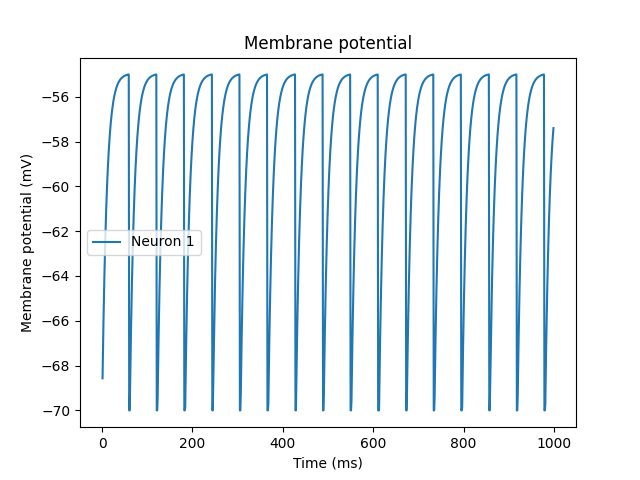 Membrane potential
Membrane potential (mV)
−56
−58
−60
−62
−64
−66
−68
−70
Neuron 1
0 200 400 600 800 1000
Time (ms)